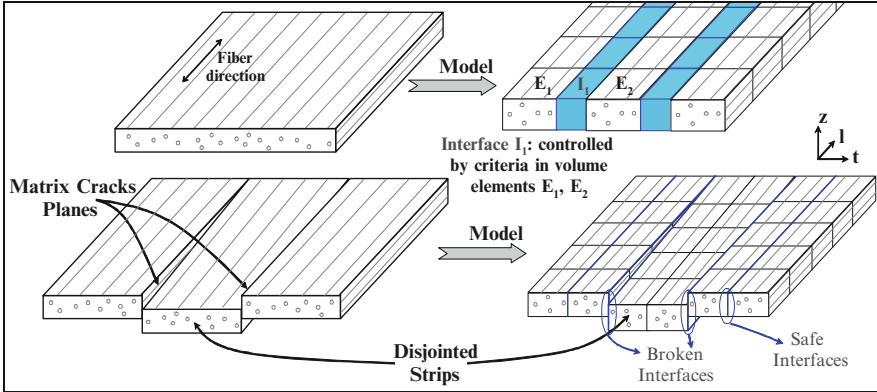 Fiber
direction
Model
E1
I1
E2
Interface I1: controlled
by criteria in volume
elements E1, E2
z
l
t
Matrix Cracks
Planes
Model
Disjointed
Strips
Broken
Interfaces
Safe
Interfaces